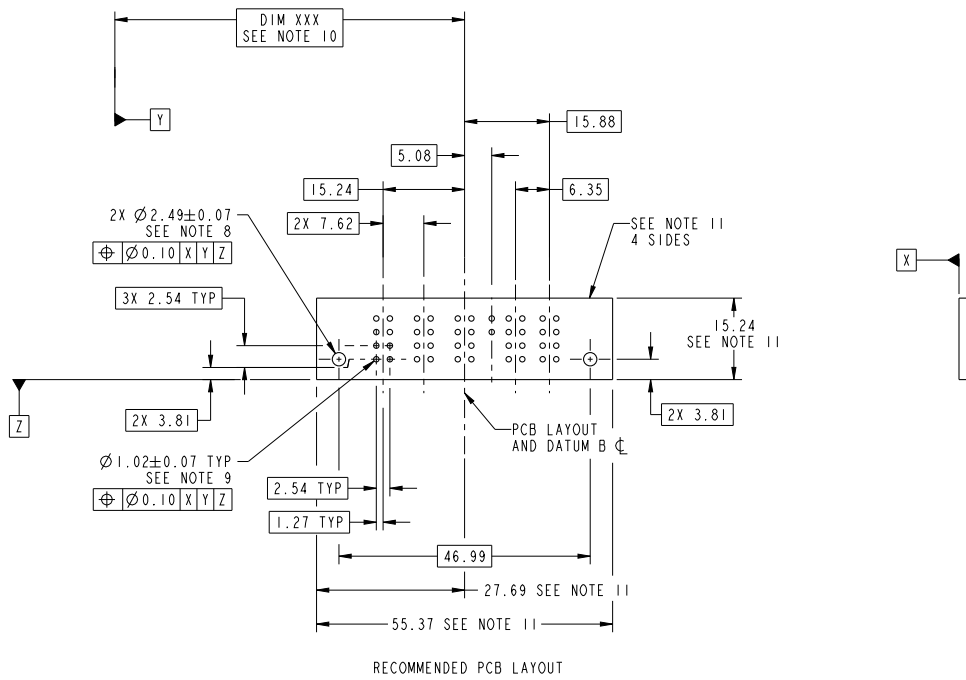 DIM XXX
SEE NOTE 10
Y
15.88
5.08
15.24
6.35
2X Ø2.49±0.07
SEE NOTE 8
2X 7.62
SEE NOTE 11
4 SIDES
⌖ Ø0.10 X Y Z
X
3X 2.54 TYP
15.24
SEE NOTE 11
Z
2X 3.81
2X 3.81
PCB LAYOUT
AND DATUM B ℄
Ø1.02±0.07 TYP
SEE NOTE 9
2.54 TYP
⌖ Ø0.10 X Y Z
1.27 TYP
46.99
27.69 SEE NOTE 11
55.37 SEE NOTE 11
RECOMMENDED PCB LAYOUT